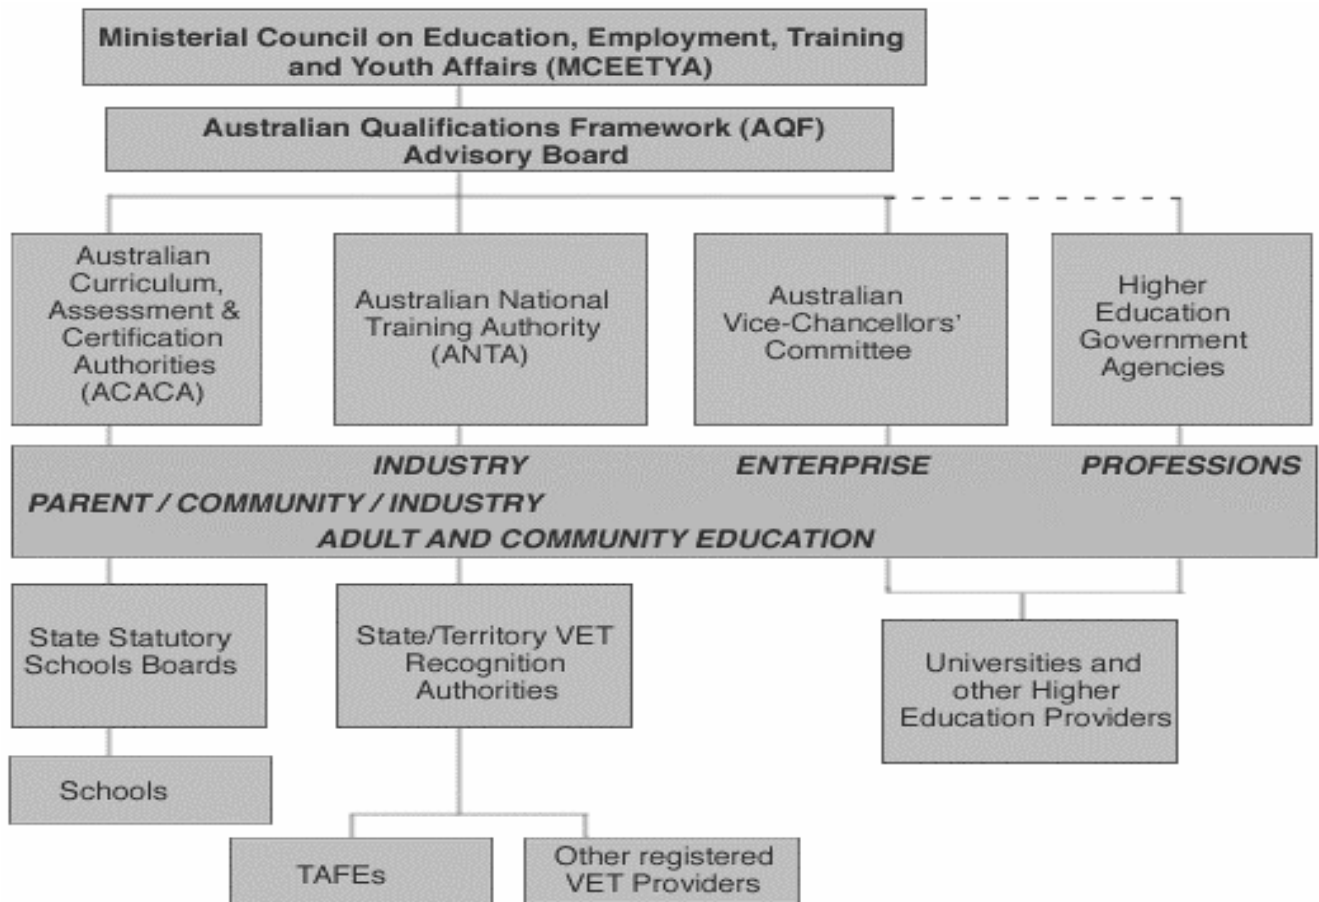 Ministerial Council on Education, Employment, Training
and Youth Affairs (MCEETYA)
Australian Qualifications Framework (AQF)
Advisory Board
Australian
Curriculum,
Assessment &
Certification
Authorities
(ACACA)
Australian National
Training Authority
(ANTA)
Australian
Vice-Chancellors'
Committee
Higher
Education
Government
Agencies
INDUSTRY ENTERPRISE PROFESSIONS
PARENT / COMMUNITY / INDUSTRY
ADULT AND COMMUNITY EDUCATION
State Statutory
Schools Boards
State/Territory VET
Recognition
Authorities
Universities and
other Higher
Education Providers
Schools
TAFEs
Other registered
VET Providers